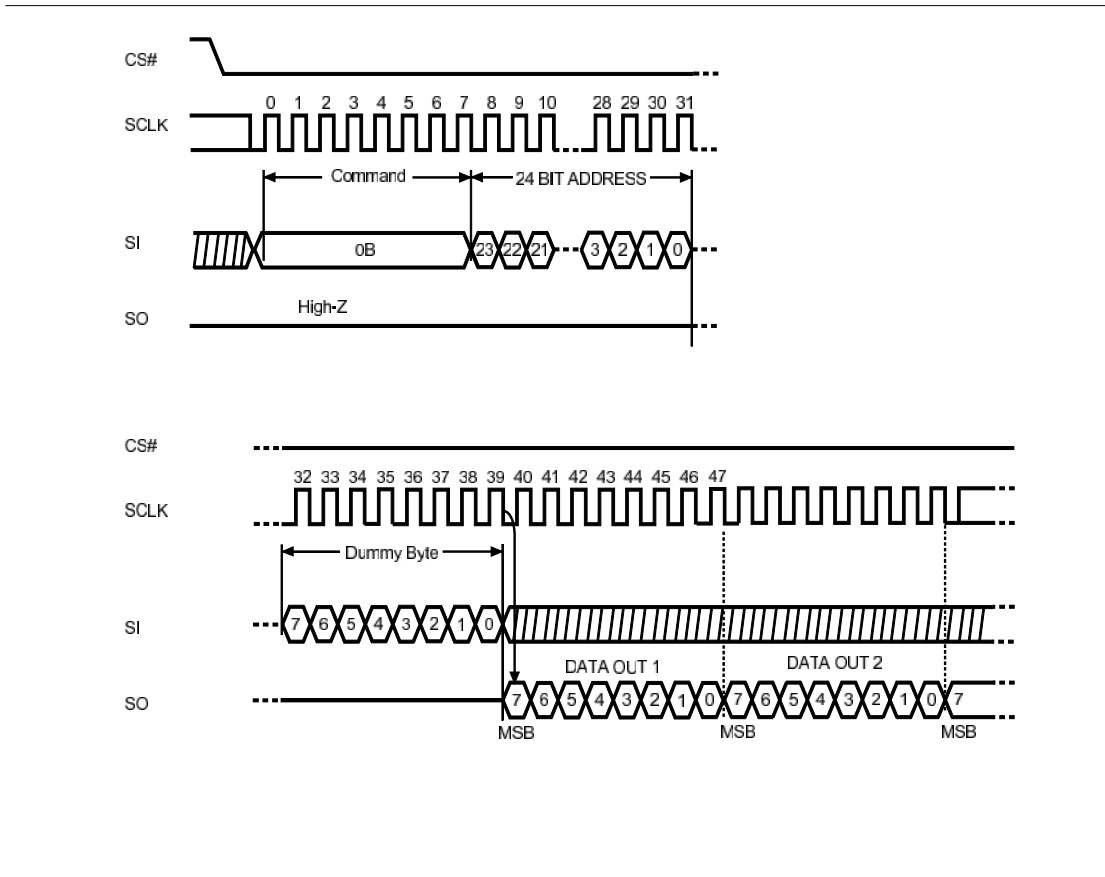 CS#
0 1 2 3 4 5 6 7 8 9 10 28 29 30 31
SCLK
Command 24 BIT ADDRESS
SI 0B 23 22 21 3 2 1 0
High-Z
SO
CS#
32 33 34 35 36 37 38 39 40 41 42 43 44 45 46 47
SCLK
Dummy Byte
SI 7 6 5 4 3 2 1 0
DATA OUT 1 DATA OUT 2
SO 7 6 5 4 3 2 1 0 7 6 5 4 3 2 1 0 7
MSB MSB MSB